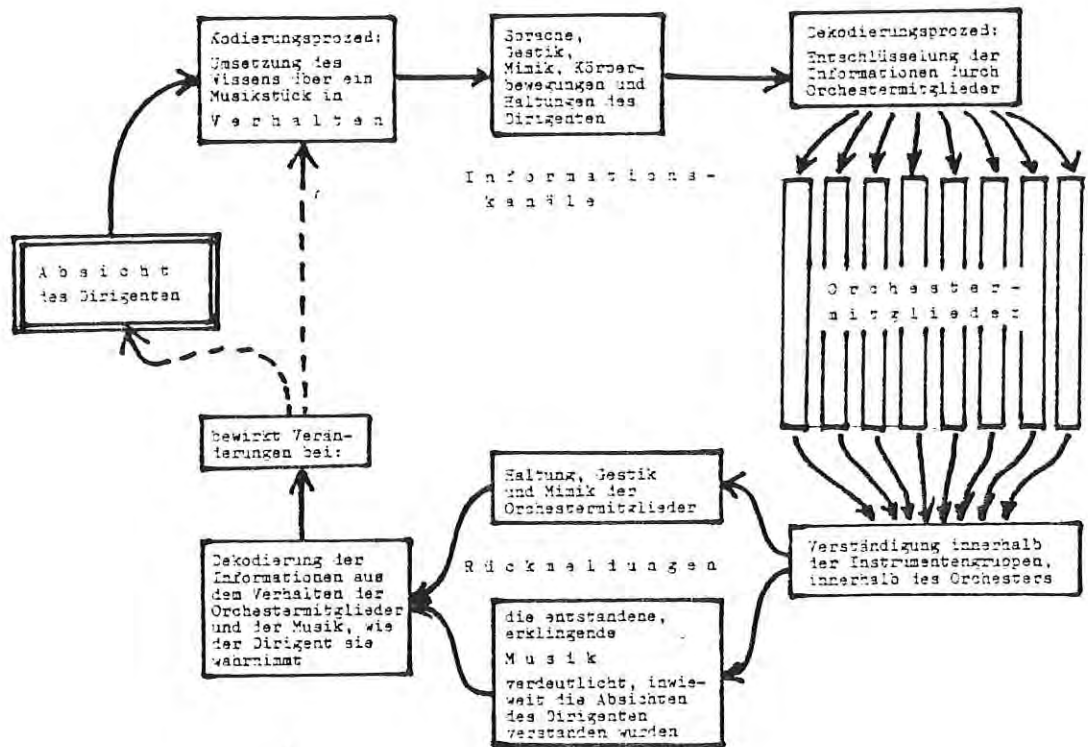 Kodierungsprozeß:
Umsetzung des
Wissens über ein
Musikstück in
V e r h a l t e n
Sprache,
Gestik,
Mimik, Körper-
bewegungen und
Haltungen des
Dirigenten
Dekodierungsprozeß:
Entschlüsselung der
Informationen durch
Orchestermitglieder
I n f o r m a t i o n s -
k a n ä l e
A b s i c h t
des Dirigenten
O r c h e s t e r -
m i t g l i e d e r
bewirkt Verän-
derungen bei:
Haltung, Gestik
und Mimik der
Orchestermitglieder
Verständigung innerhalb
der Instrumentengruppen,
innerhalb des Orchesters
Dekodierung der
Informationen aus
dem Verhalten der
Orchestermitglieder
und der Musik, wie
der Dirigent sie
wahrnimmt
R ü c k m e l d u n g e n
die entstandene,
erklingende
M u s i k
verdeutlicht, inwie-
weit die Absichten
des Dirigenten
verstanden wurden